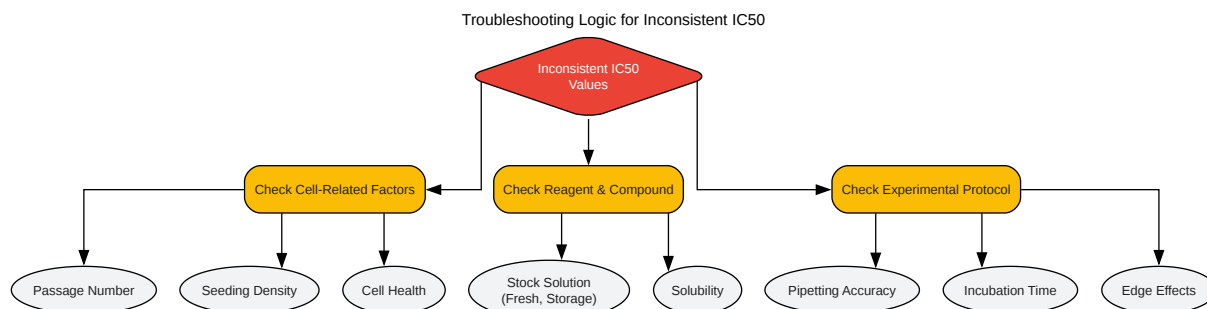 Troubleshooting Logic for Inconsistent IC50
Inconsistent IC50
Values
Check Cell-Related Factors
Check Reagent & Compound
Check Experimental Protocol
Passage Number
Seeding Density
Cell Health
Stock Solution
(Fresh, Storage)
Solubility
Pipetting Accuracy
Incubation Time
Edge Effects